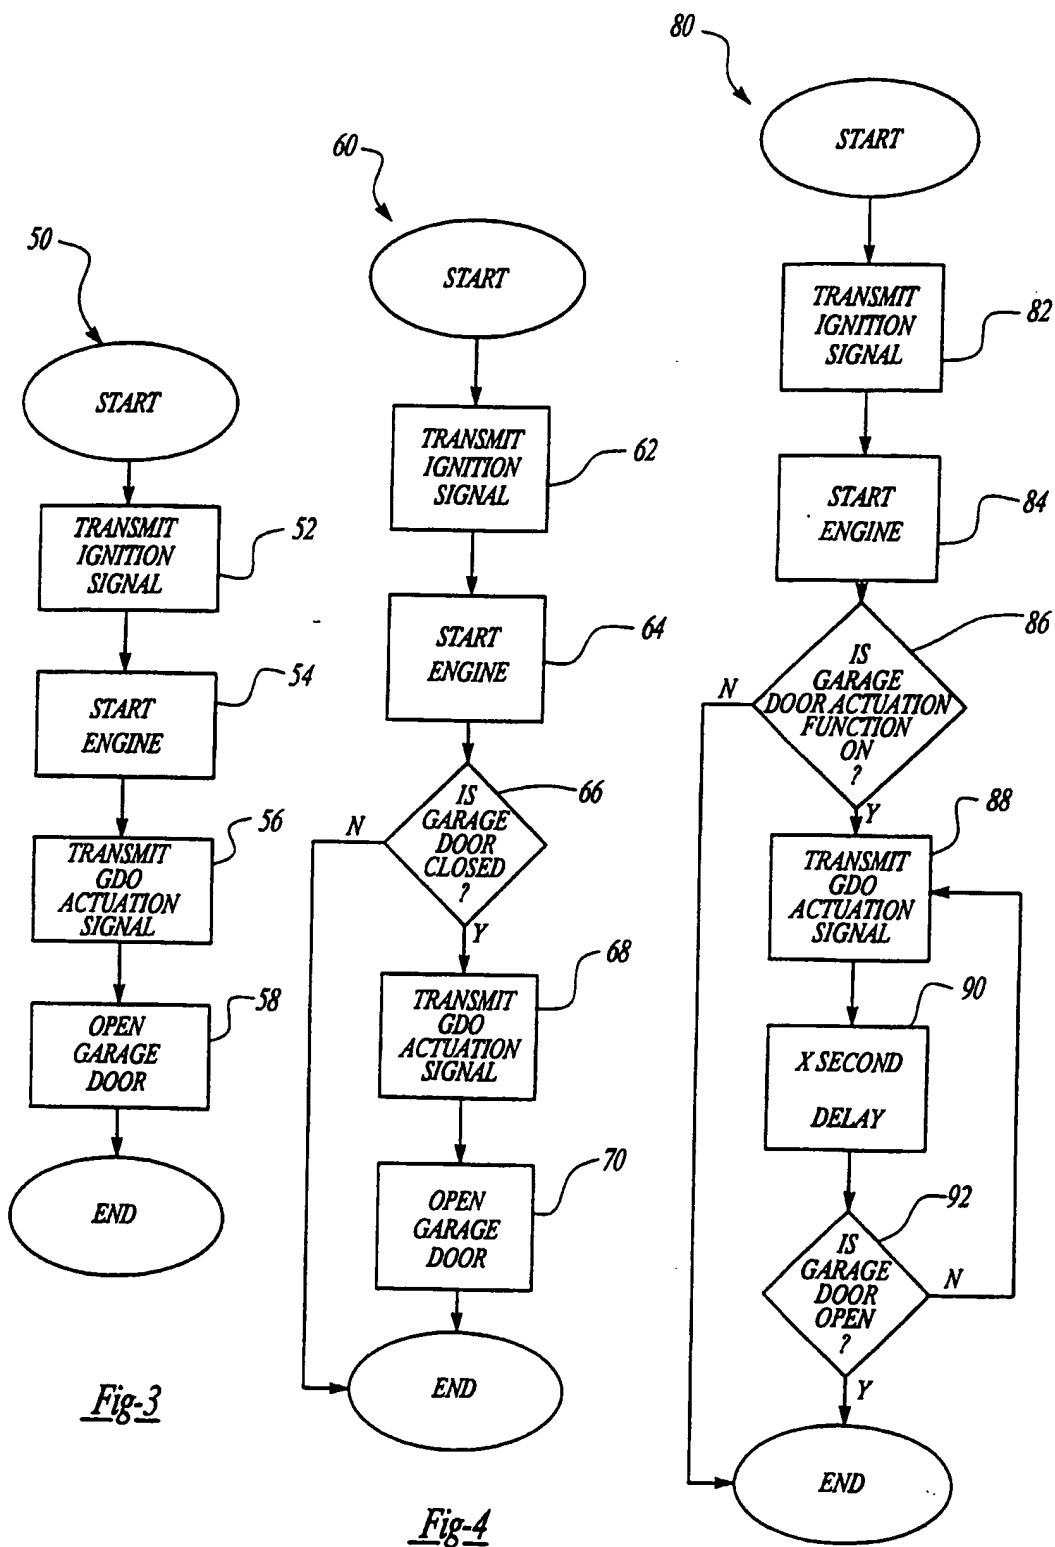 50
START
TRANSMIT
IGNITION
SIGNAL
52
START
ENGINE
54
TRANSMIT
GDO
ACTUATION
SIGNAL
56
OPEN
GARAGE
DOOR
58
END
Fig-3
60
START
TRANSMIT
IGNITION
SIGNAL
62
START
ENGINE
64
IS
GARAGE
DOOR
CLOSED
?
66
N
Y
TRANSMIT
GDO
ACTUATION
SIGNAL
68
OPEN
GARAGE
DOOR
70
END
Fig-4
80
START
TRANSMIT
IGNITION
SIGNAL
82
START
ENGINE
84
IS
GARAGE
DOOR ACTUATION
FUNCTION
ON
?
86
N
Y
TRANSMIT
GDO
ACTUATION
SIGNAL
88
X SECOND
DELAY
90
IS
GARAGE
DOOR
OPEN
?
92
N
Y
END